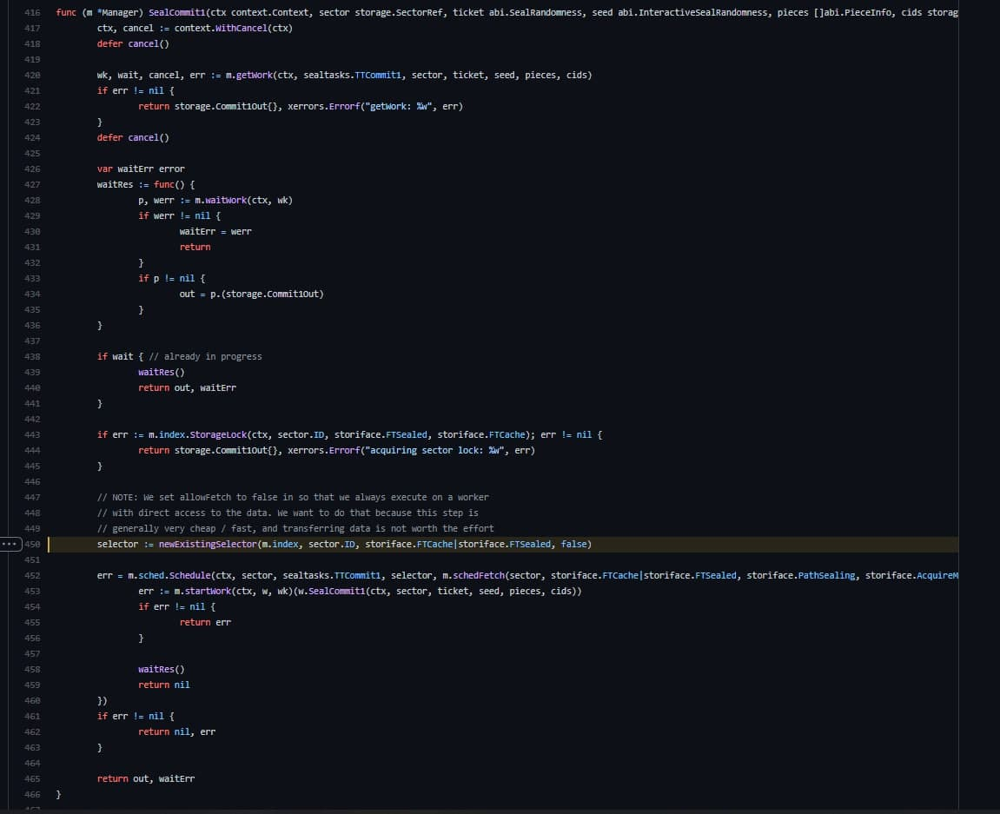 416 func (m *Manager) SealCommit1(ctx context.Context, sector storage.SectorRef, ticket abi.SealRandomness, seed abi.InteractiveSealRandomness, pieces []abi.PieceInfo, cids storag
417 ctx, cancel := context.WithCancel(ctx)
418 defer cancel()
419
420 wk, wait, cancel, err := m.getWork(ctx, sealtasks.TTCommit1, sector, ticket, seed, pieces, cids)
421 if err != nil {
422 return storage.Commit1Out{}, xerrors.Errorf("getWork: %w", err)
423 }
424 defer cancel()
425
426 var waitErr error
427 waitRes := func() {
428 p, werr := m.waitWork(ctx, wk)
429 if werr != nil {
430 waitErr = werr
431 return
432 }
433 if p != nil {
434 out = p.(storage.Commit1Out)
435 }
436 }
437
438 if wait { // already in progress
439 waitRes()
440 return out, waitErr
441 }
442
443 if err := m.index.StorageLock(ctx, sector.ID, storiface.FTSealed, storiface.FTCache); err != nil {
444 return storage.Commit1Out{}, xerrors.Errorf("acquiring sector lock: %w", err)
445 }
446
447 // NOTE: We set allowFetch to false in so that we always execute on a worker
448 // with direct access to the data. We want to do that because this step is
449 // generally very cheap / fast, and transferring data is not worth the effort
... 450 selector := newExistingSelector(m.index, sector.ID, storiface.FTCache|storiface.FTSealed, false)
451
452 err = m.sched.Schedule(ctx, sector, sealtasks.TTCommit1, selector, m.schedFetch(sector, storiface.FTCache|storiface.FTSealed, storiface.PathSealing, storiface.AcquireM
453 err := m.startWork(ctx, w, wk)(w.SealCommit1(ctx, sector, ticket, seed, pieces, cids))
454 if err != nil {
455 return err
456 }
457
458 waitRes()
459 return nil
460 })
461 if err != nil {
462 return nil, err
463 }
464
465 return out, waitErr
466 }